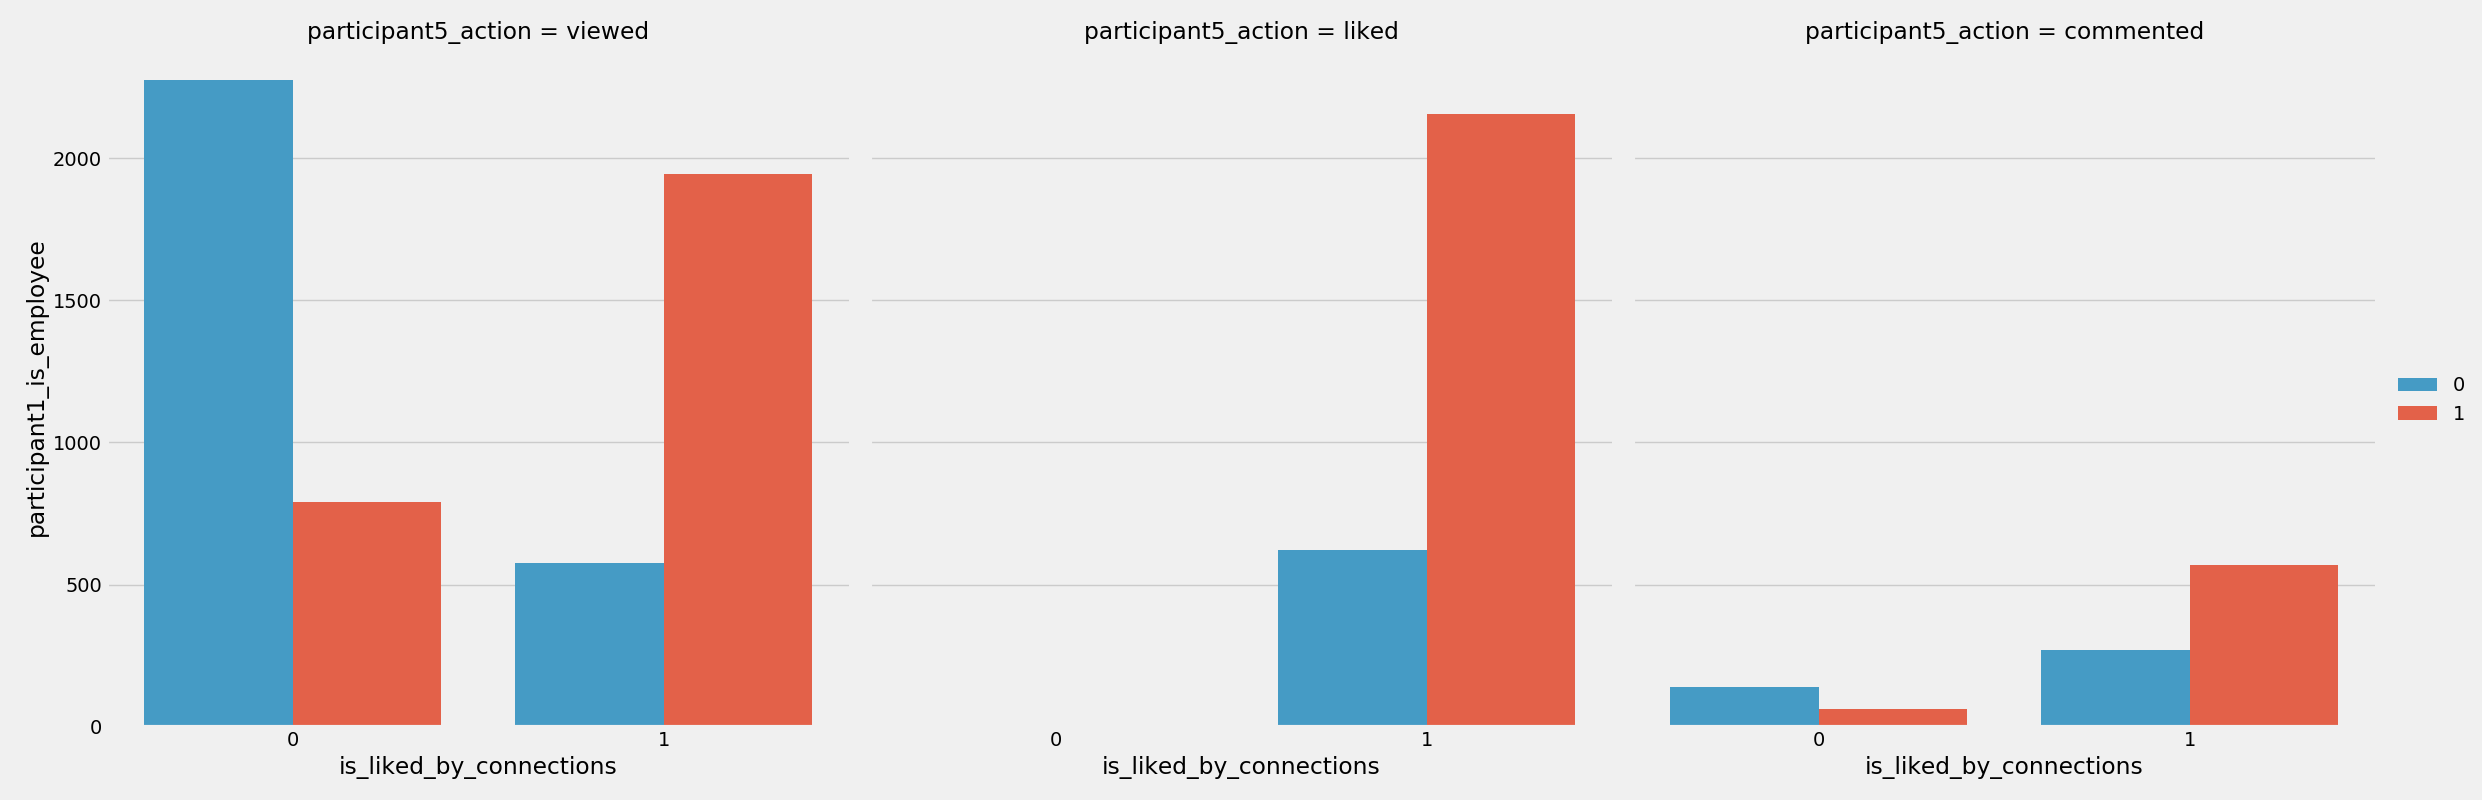 participant5_action = viewed
participant5_action = liked
participant5_action = commented
participant1_is_employee
2000
1500
1000
500
0
0 1
0 1
0 1
is_liked_by_connections
is_liked_by_connections
is_liked_by_connections
0
1